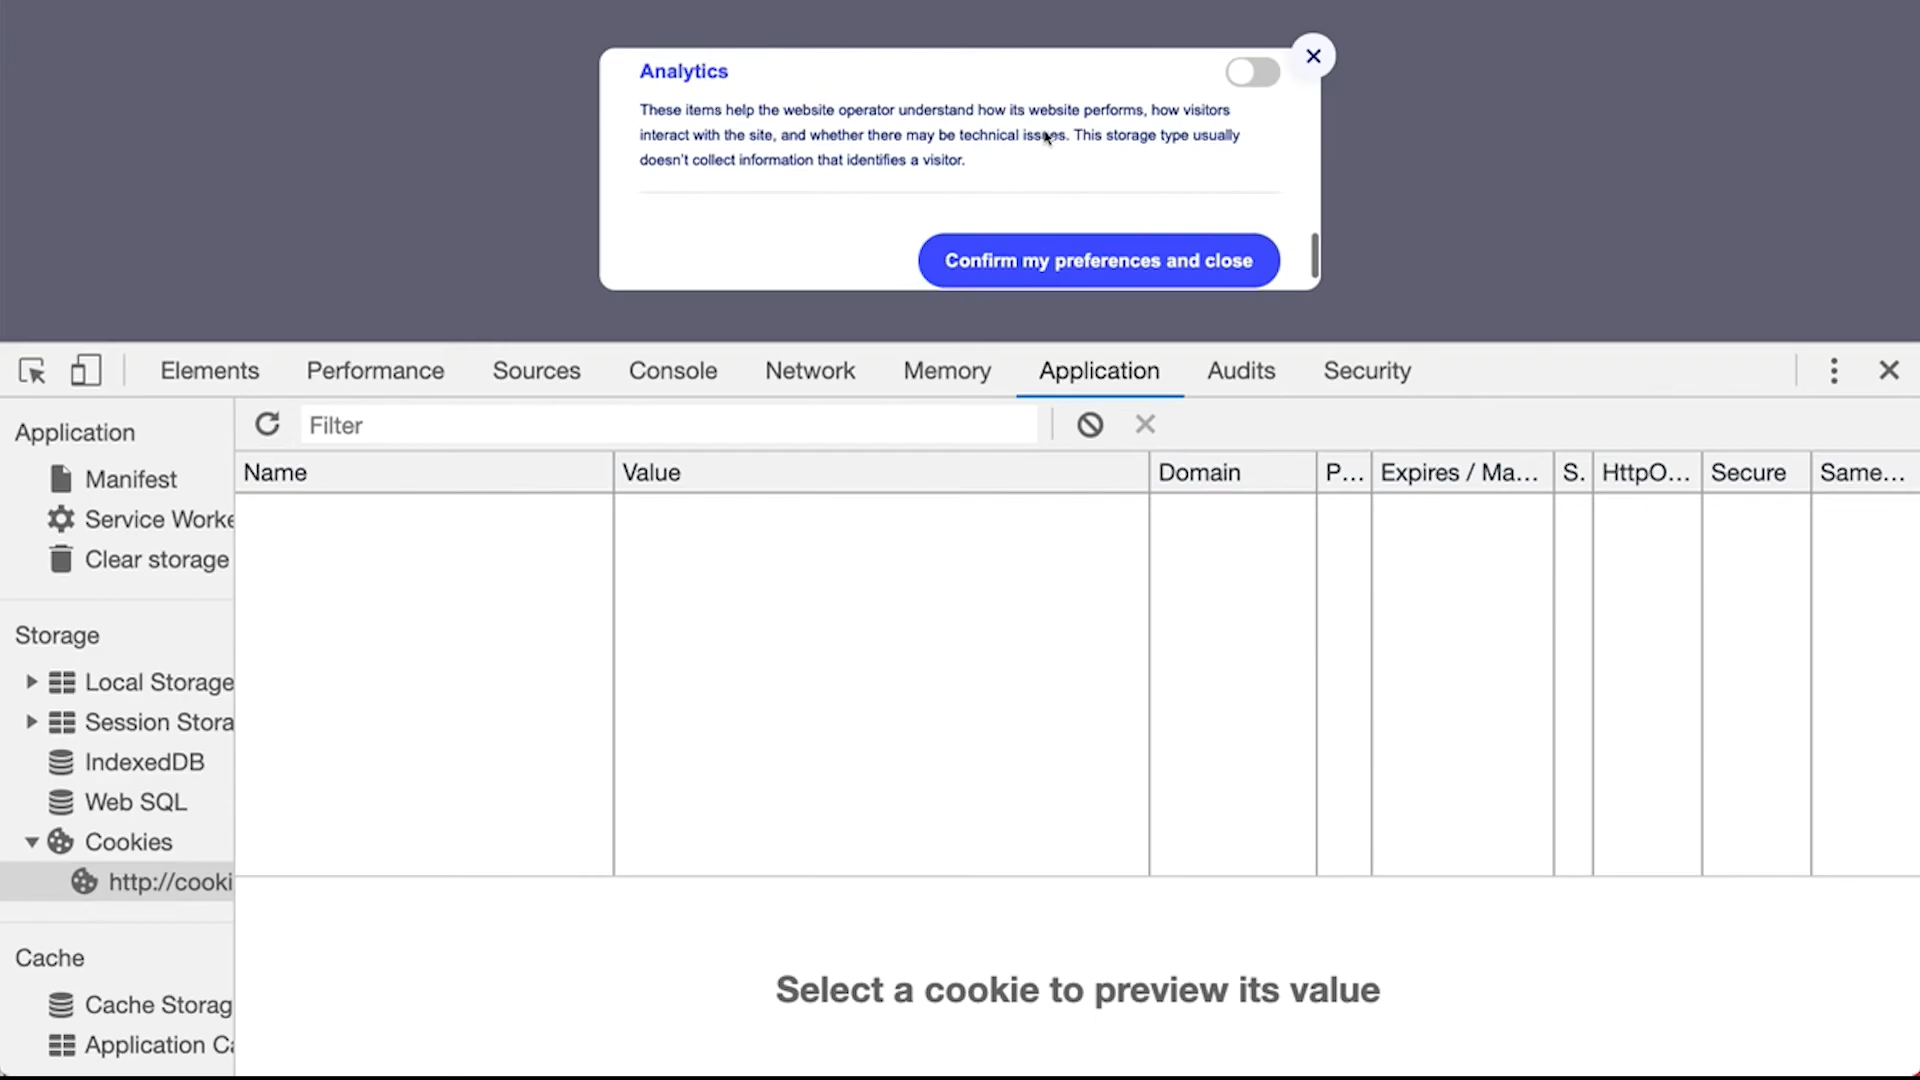 Analytics
These items help the website operator understand how its website performs, how visitors
interact with the site, and whether there may be technical issues. This storage type usually
doesn't collect information that identifies a visitor.
Confirm my preferences and close
Elements Performance Sources Console Network Memory Application Audits Security
Application
Manifest
Service Worke
Clear storage
Storage
Local Storage
Session Stora
IndexedDB
Web SQL
Cookies
http://cooki
Cache
Cache Storag
Application Ca
Filter
Name Value Domain P... Expires / Ma... S. HttpO... Secure Same...
Select a cookie to preview its value